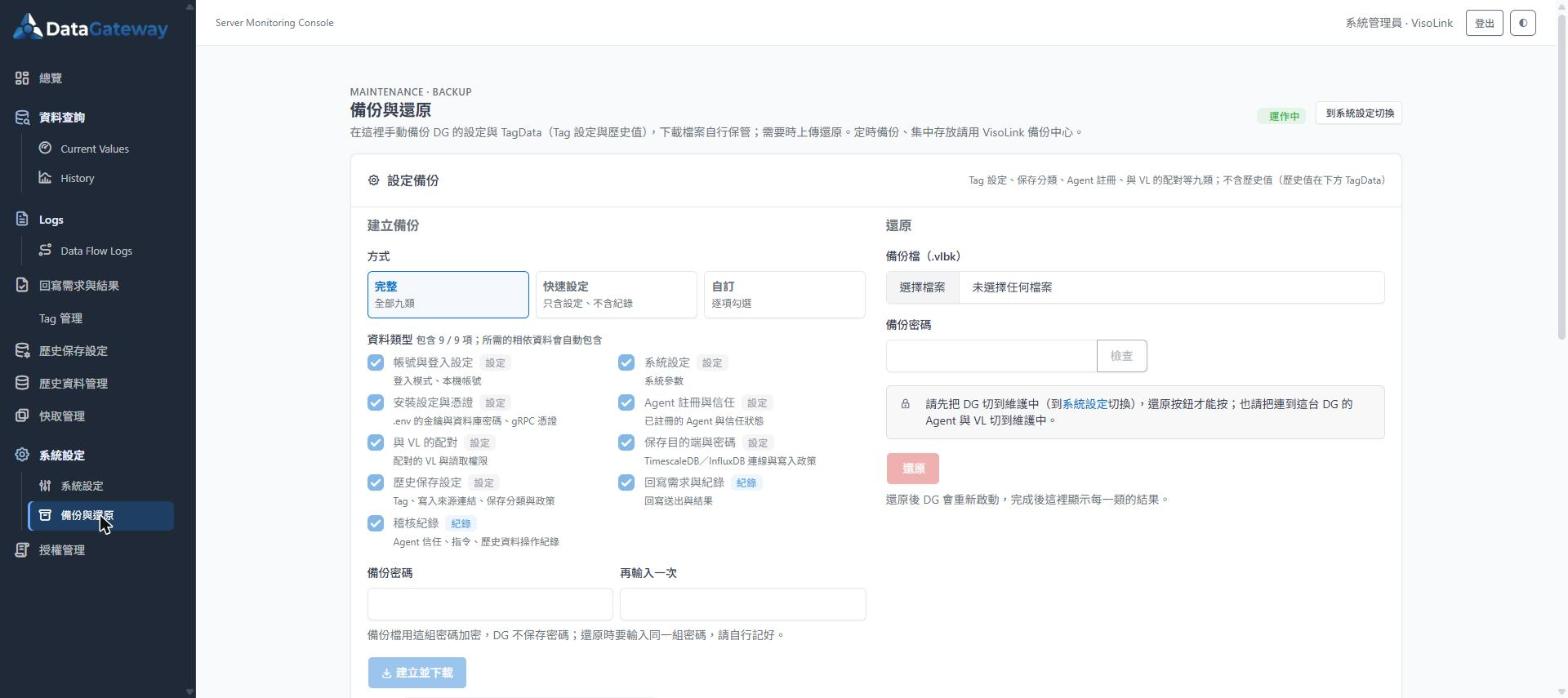 DataGateway
Server Monitoring Console
系統管理員 · VisoLink
登出
總覽
資料查詢
Current Values
History
Logs
Data Flow Logs
回寫需求與結果
Tag 管理
歷史保存設定
歷史資料管理
快取管理
系統設定
系統設定
備份與還原
授權管理
MAINTENANCE · BACKUP
備份與還原
在這裡手動備份 DG 的設定與 TagData（Tag 設定與歷史值），下載檔案自行保管；需要時上傳還原。定時備份、集中存放請用 VisoLink 備份中心。
運作中
到系統設定切換
設定備份
Tag 設定、保存分類、Agent 註冊、與 VL 的配對等九類；不含歷史值（歷史值在下方 TagData）
建立備份
方式
完整
全部九類
快速設定
只含設定、不含紀錄
自訂
逐項勾選
資料類型 包含 9 / 9 項；所需的相依資料會自動包含
帳號與登入設定 設定
登入模式、本機帳號
系統設定 設定
系統參數
安裝設定與憑證 設定
.env 的金鑰與資料庫密碼、gRPC 憑證
Agent 註冊與信任 設定
已註冊的 Agent 與信任狀態
與 VL 的配對 設定
配對的 VL 與讀取權限
保存目的端與密碼 設定
TimescaleDB／InfluxDB 連線與寫入政策
歷史保存設定 設定
Tag、寫入來源連結、保存分類與政策
回寫需求與紀錄 紀錄
回寫送出與結果
稽核紀錄 紀錄
Agent 信任、指令、歷史資料操作紀錄
備份密碼
再輸入一次
備份檔用這組密碼加密，DG 不保存密碼；還原時要輸入同一組密碼，請自行記好。
建立並下載
還原
備份檔（.vlbk）
選擇檔案 未選擇任何檔案
備份密碼
檢查
請先把 DG 切到維護中（到系統設定切換），還原按鈕才能按；也請把連到這台 DG 的
Agent 與 VL 切到維護中。
還原
還原後 DG 會重新啟動，完成後這裡顯示每一類的結果。